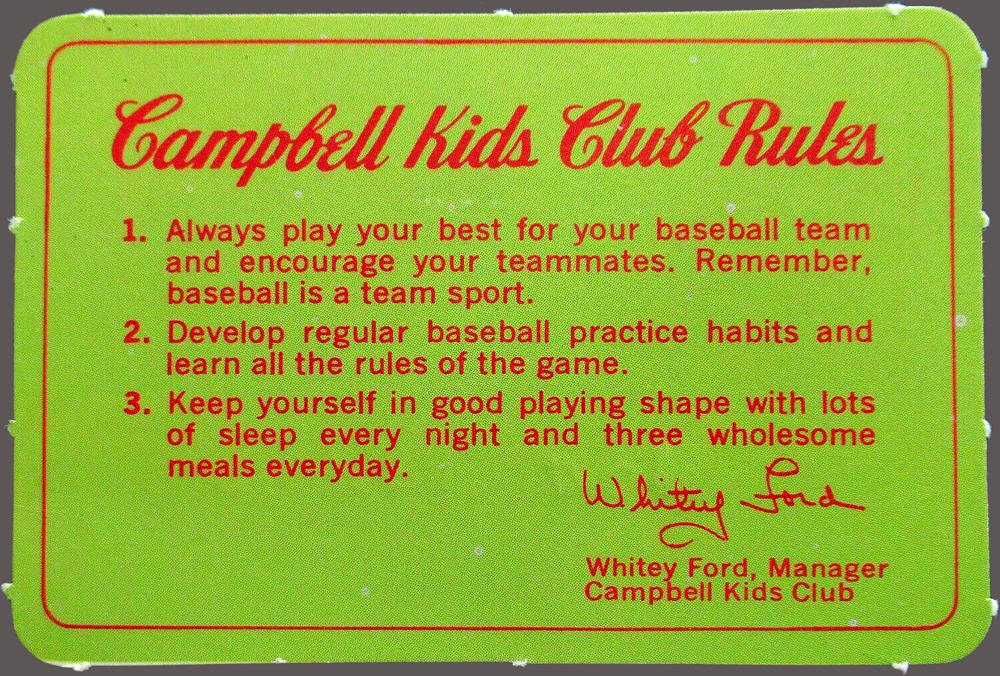 Campbell Kids Club Rules
1. Always play your best for your baseball team
and encourage your teammates. Remember,
baseball is a team sport.
2. Develop regular baseball practice habits and
learn all the rules of the game.
3. Keep yourself in good playing shape with lots
of sleep every night and three wholesome
meals everyday.
Whitey Ford
Whitey Ford, Manager
Campbell Kids Club